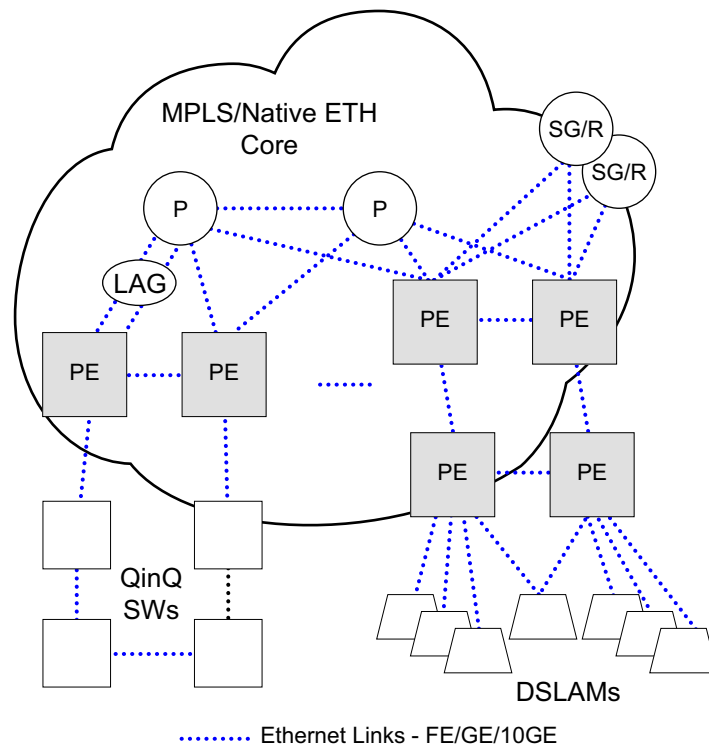 MPLS/Native ETH
Core
SG/R
SG/R
P
P
LAG
PE
PE
PE
PE
PE
PE
QinQ
SWs
DSLAMs
Ethernet Links - FE/GE/10GE